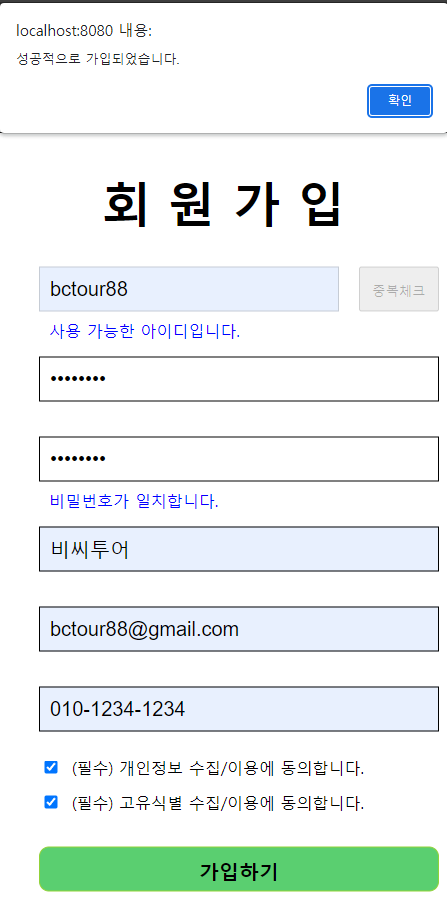 localhost:8080 내용:
성공적으로 가입되었습니다.
확인
회 원 가 입
bctour88
중복체크
사용 가능한 아이디입니다.
••••••••
••••••••
비밀번호가 일치합니다.
비씨투어
bctour88@gmail.com
010-1234-1234
(필수) 개인정보 수집/이용에 동의합니다.
(필수) 고유식별 수집/이용에 동의합니다.
가입하기